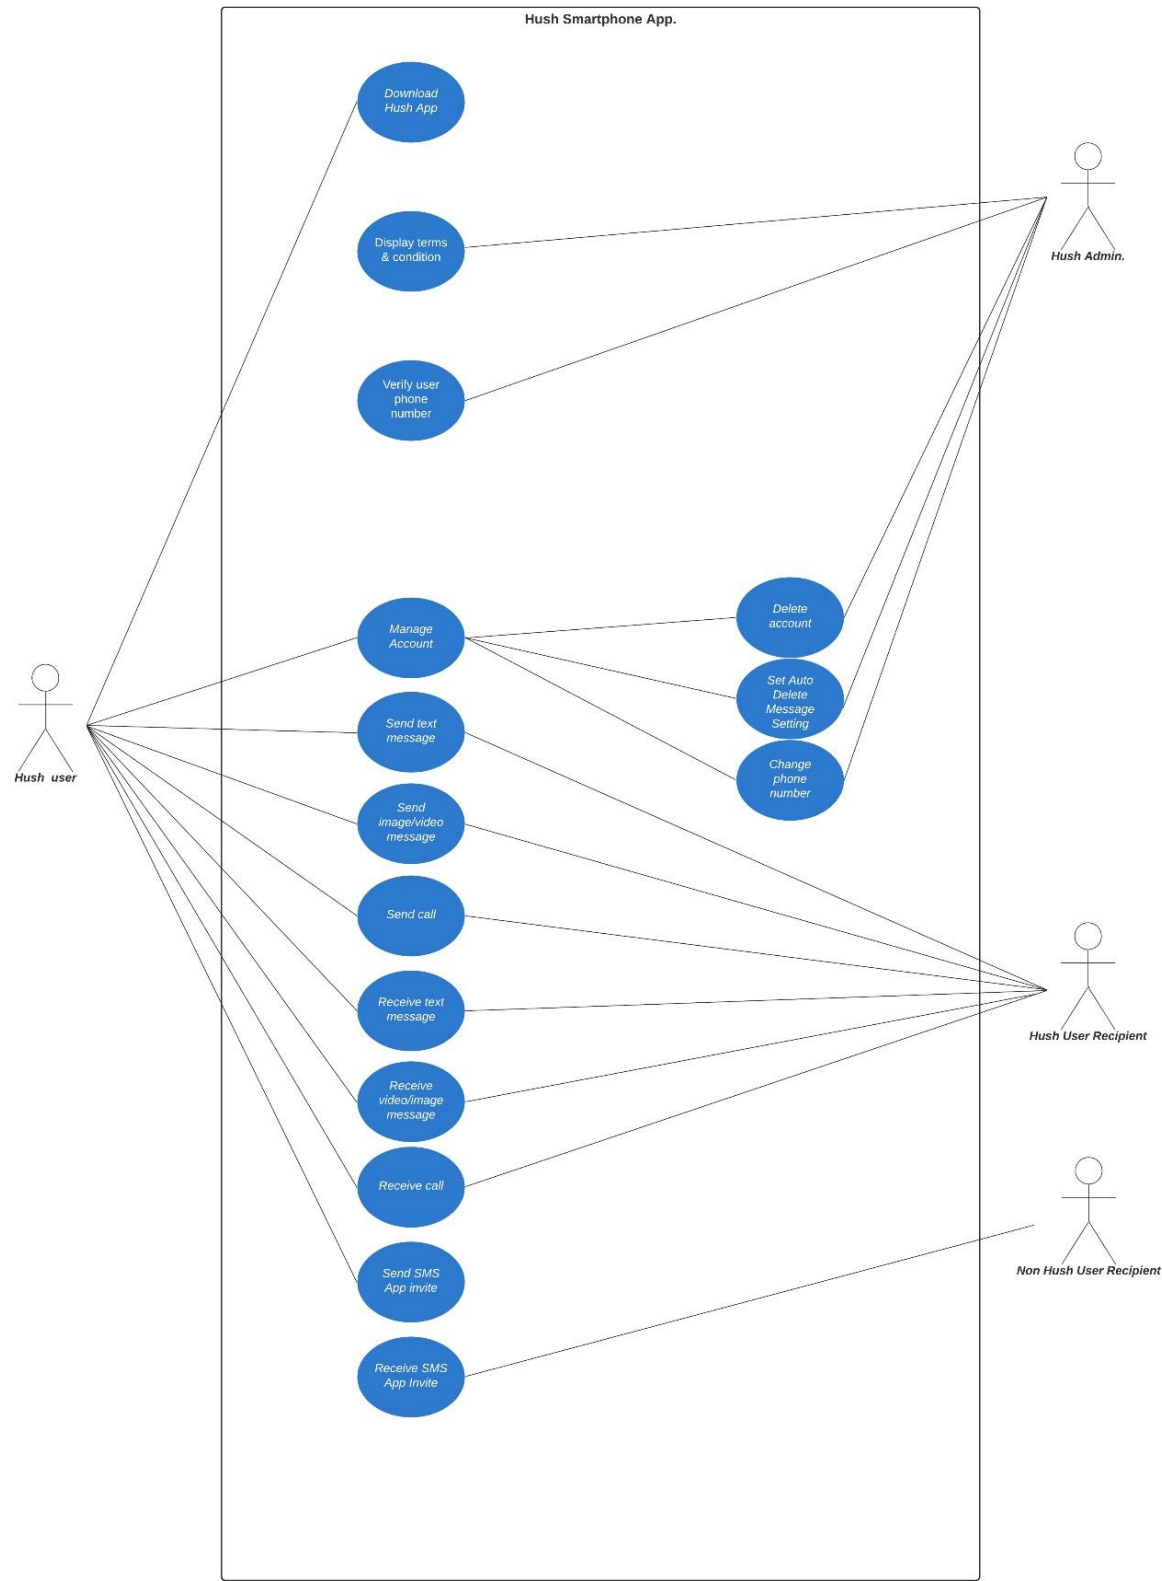 Hush Smartphone App.
Download
Hush App
Display terms
& condition
Hush Admin.
Verify user
phone
number
Manage
Account
Delete
account
Set Auto
Delete
Message
Setting
Change
phone
number
Hush user
Send text
message
Send
image/video
message
Send call
Receive text
message
Hush User Recipient
Receive
video/image
message
Receive call
Non Hush User Recipient
Send SMS
App invite
Receive SMS
App Invite